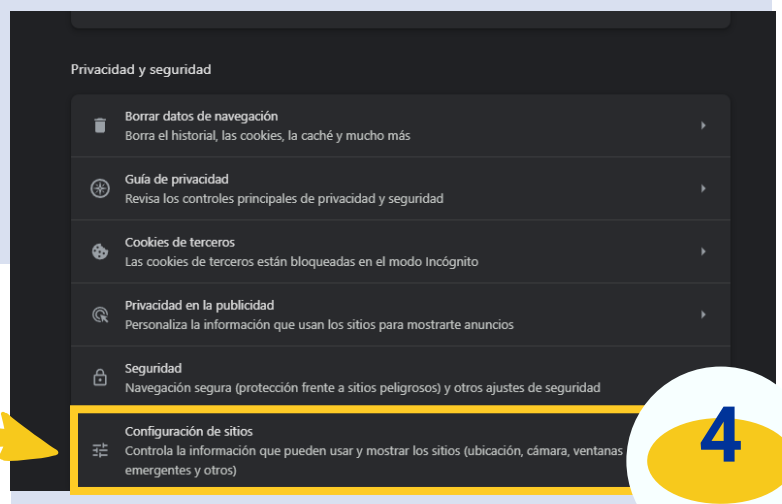 Privacidad y seguridad
Borrar datos de navegación
Borra el historial, las cookies, la caché y mucho más
Guía de privacidad
Revisa los controles principales de privacidad y seguridad
Cookies de terceros
Las cookies de terceros están bloqueadas en el modo Incógnito
Privacidad en la publicidad
Personaliza la información que usan los sitios para mostrarte anuncios
Seguridad
Navegación segura (protección frente a sitios peligrosos) y otros ajustes de seguridad
Configuración de sitios
Controla la información que pueden usar y mostrar los sitios (ubicación, cámara, ventanas
emergentes y otros)
4